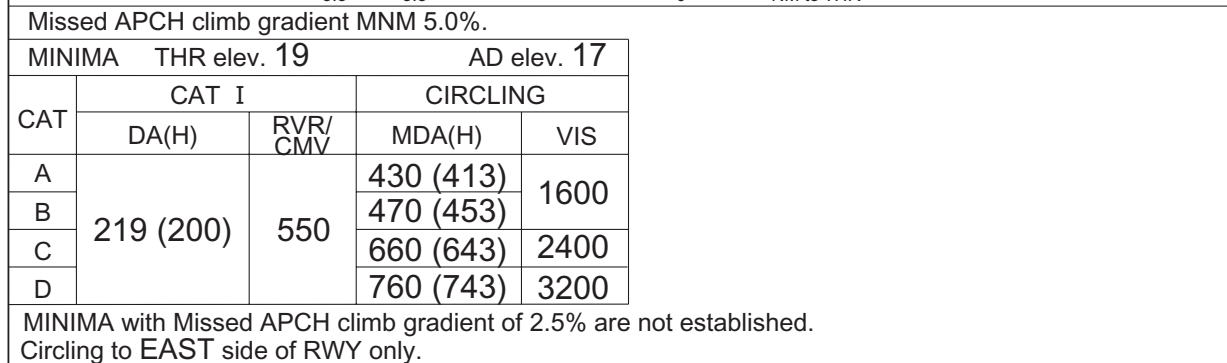 Missed APCH climb gradient MNM 5.0%.
MINIMA THR elev. 19 AD elev. 17
CAT CAT I CIRCLING
DA(H) RVR/CMV MDA(H) VIS
A 219 (200) 550 430 (413) 1600
B 470 (453)
C 660 (643) 2400
D 760 (743) 3200
MINIMA with Missed APCH climb gradient of 2.5% are not established.
Circling to EAST side of RWY only.